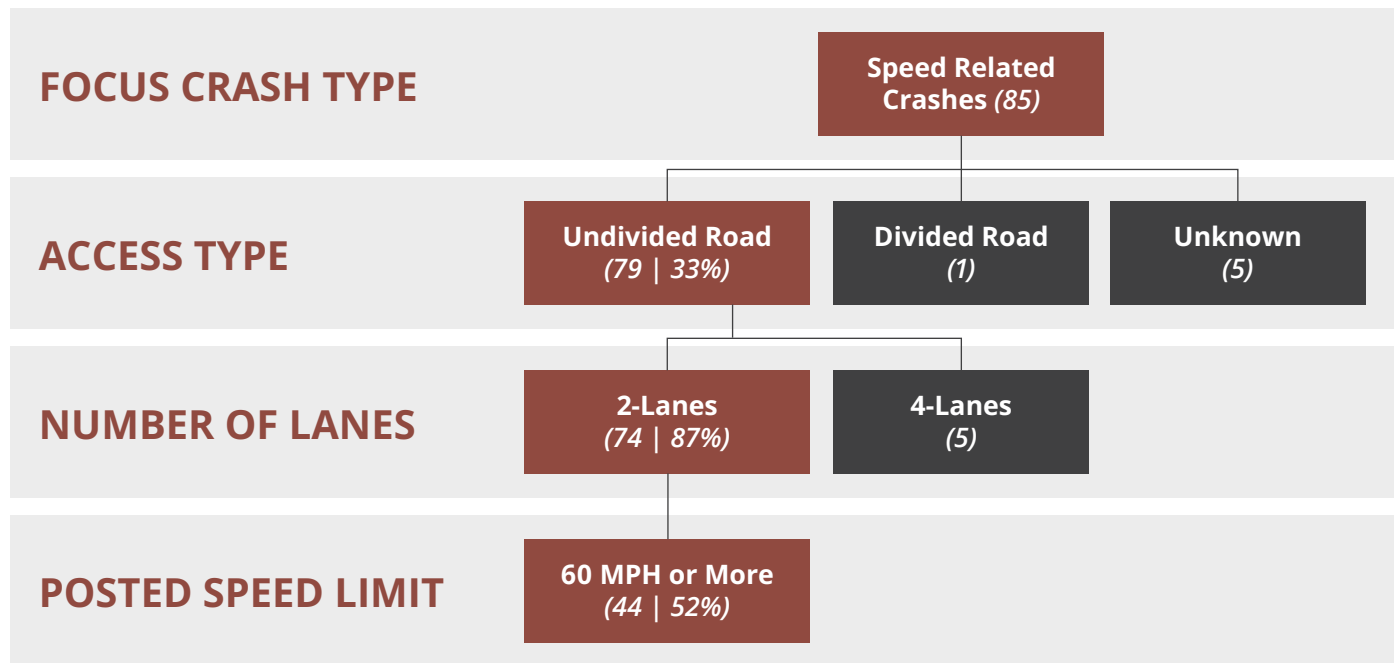 FOCUS CRASH TYPE
Speed Related
Crashes (85)
ACCESS TYPE
Undivided Road
(79 | 33%)
Divided Road
(1)
Unknown
(5)
NUMBER OF LANES
2-Lanes
(74 | 87%)
4-Lanes
(5)
POSTED SPEED LIMIT
60 MPH or More
(44 | 52%)